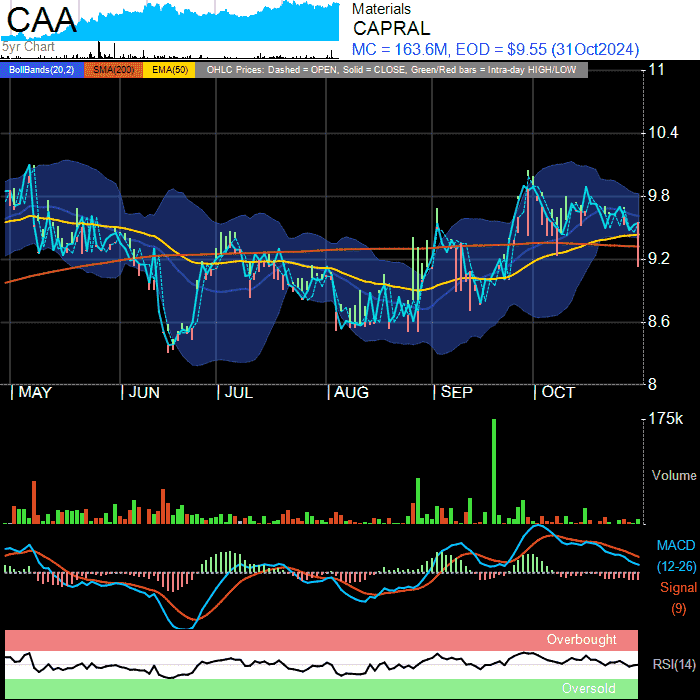 CAA
5yr Chart
Materials
CAPRAL
MC = 163.6M, EOD = $9.55 (31Oct2024)
BollBands(20,2) SMA(200) EMA(50) OHLC Prices: Dashed = OPEN, Solid = CLOSE, Green/Red bars = Intra-day HIGH/LOW
11
10.4
9.8
9.2
8.6
8
MAY JUN JUL AUG SEP OCT
175k
Volume
MACD
(12-26)
Signal
(9)
Overbought
RSI(14)
Oversold